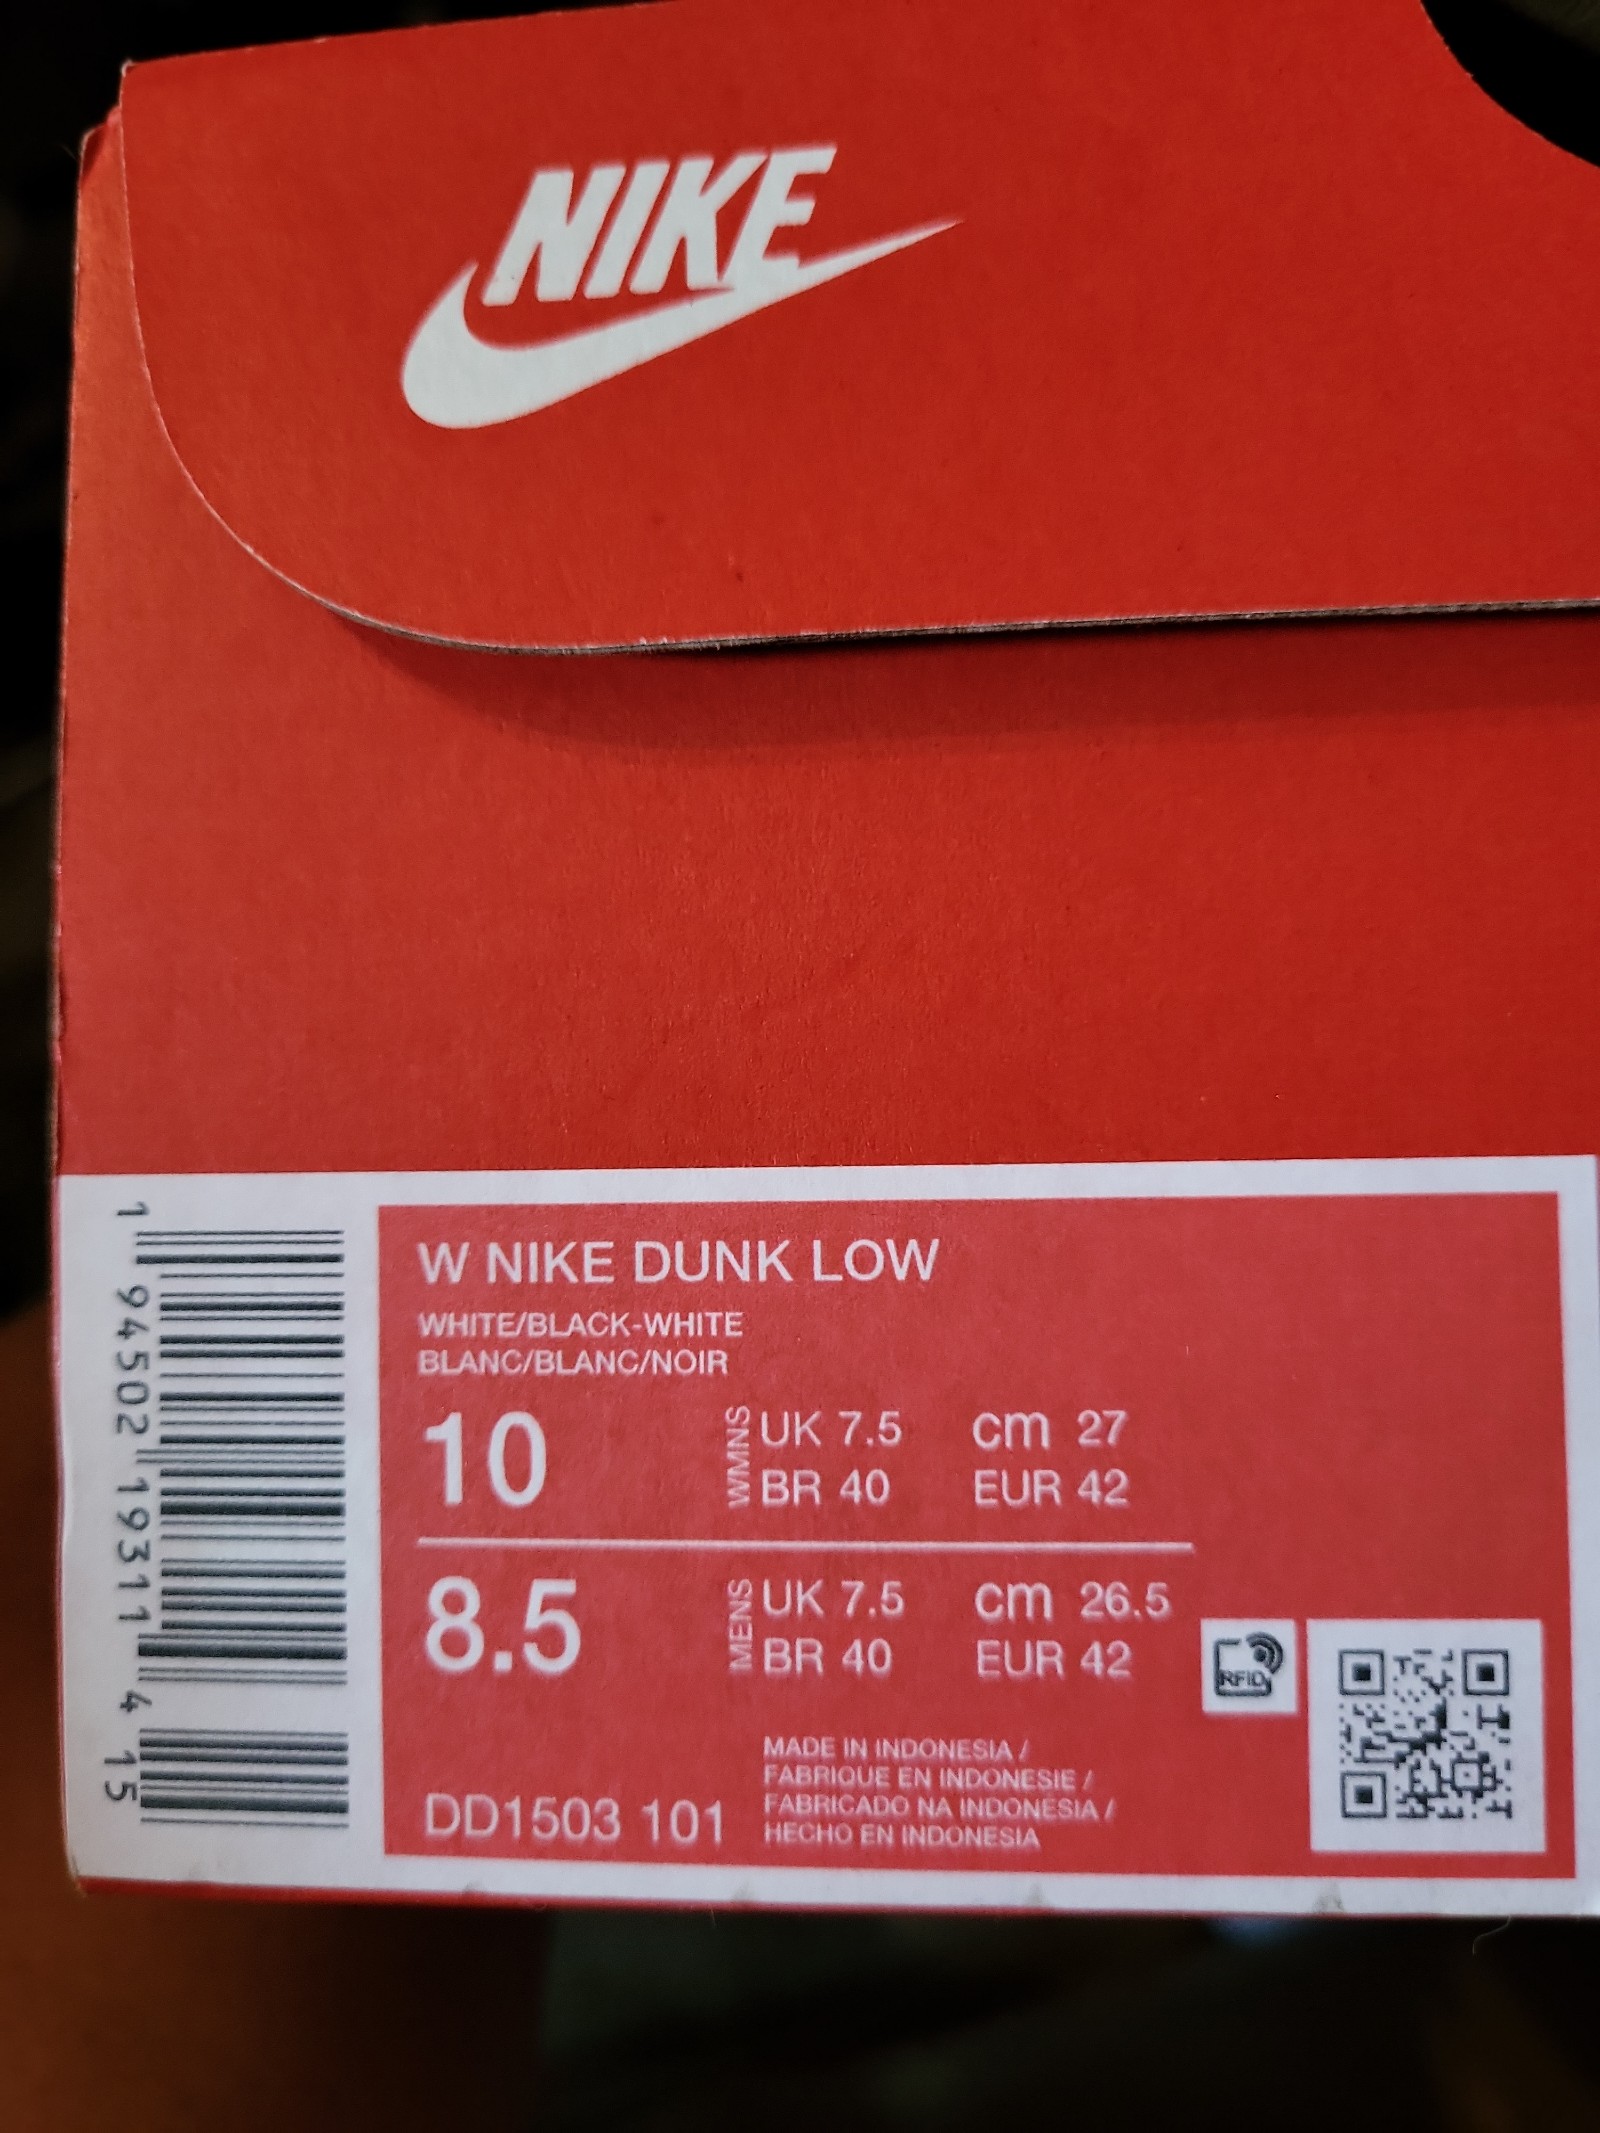 NIKE
W NIKE DUNK LOW
WHITE/BLACK-WHITE
BLANC/BLANC/NOIR
10
WMNS
UK 7.5 cm 27
BR 40 EUR 42
8.5
MENS
UK 7.5 cm 26.5
BR 40 EUR 42
RFID
MADE IN INDONESIA /
FABRIQUE EN INDONESIE /
FABRICADO NA INDONESIA /
HECHO EN INDONESIA
DD1503 101
1 94502 19311 4 15